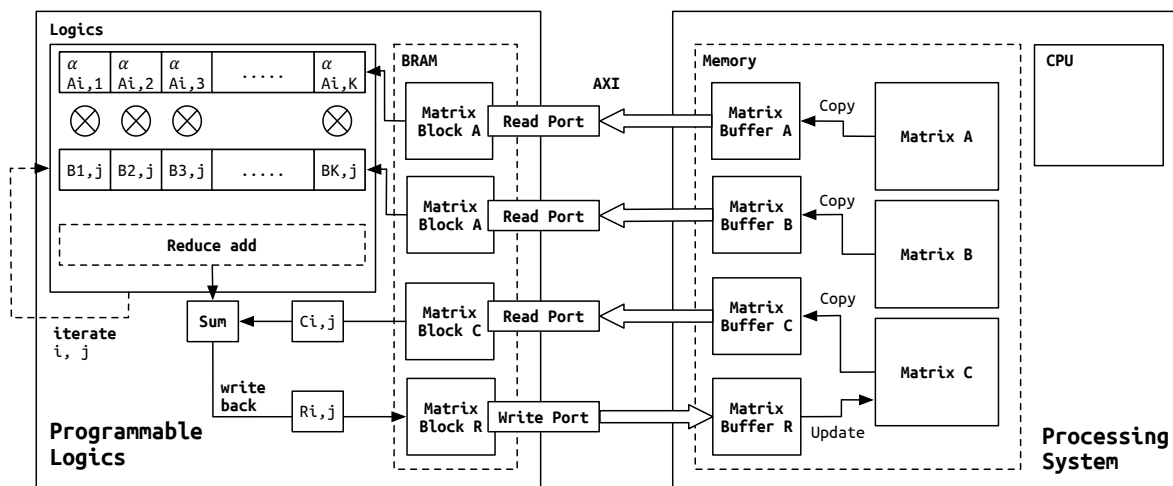 Logics
α α α α
Ai,1 Ai,2 Ai,3 ..... Ai,K
B1,j B2,j B3,j ..... BK,j
Reduce add
iterate
i, j
Sum
Ci,j
write
back
Ri,j
Programmable
Logics
BRAM
Matrix
Block A
Read Port
Matrix
Block A
Read Port
Matrix
Block C
Read Port
Matrix
Block R
Write Port
AXI
Memory
Matrix
Buffer A
Copy
Matrix A
Matrix
Buffer B
Copy
Matrix B
Matrix
Buffer C
Copy
Matrix C
Matrix
Buffer R
Update
CPU
Processing
System